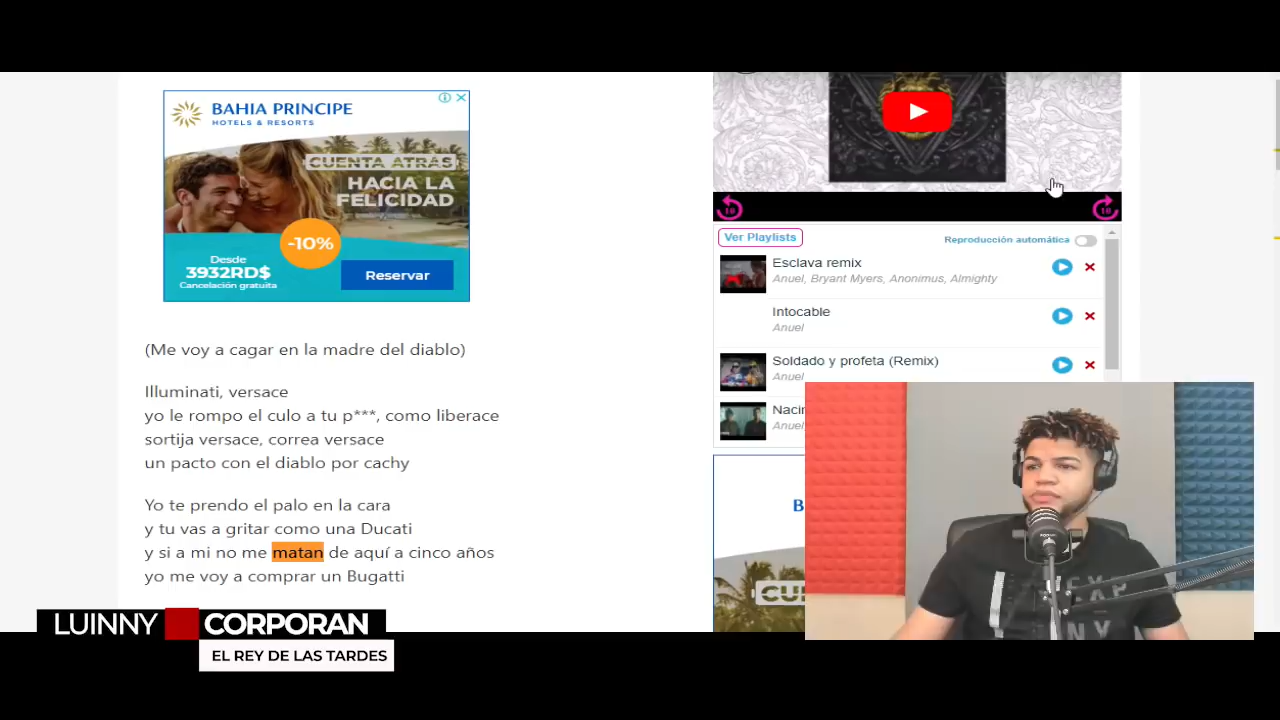 BAHIA PRINCIPE
HOTELS & RESORTS
CUENTA ATRÁS
HACIA LA
FELICIDAD
-10%
Desde
3932RD$
Cancelación gratuita
Reservar
(Me voy a cagar en la madre del diablo)
Illuminati, versace
yo le rompo el culo a tu p***, como liberace
sortija versace, correa versace
un pacto con el diablo por cachy
Yo te prendo el palo en la cara
y tu vas a gritar como una Ducati
y si a mi no me matan de aquí a cinco años
yo me voy a comprar un Bugatti
10
10
Ver Playlists
Reproducción automática
Esclava remix
Anuel, Bryant Myers, Anonimus, Almighty
Intocable
Anuel
Soldado y profeta (Remix)
Anuel
Nacir
Anuel,
B
CU
LUINNY CORPORAN
EL REY DE LAS TARDES